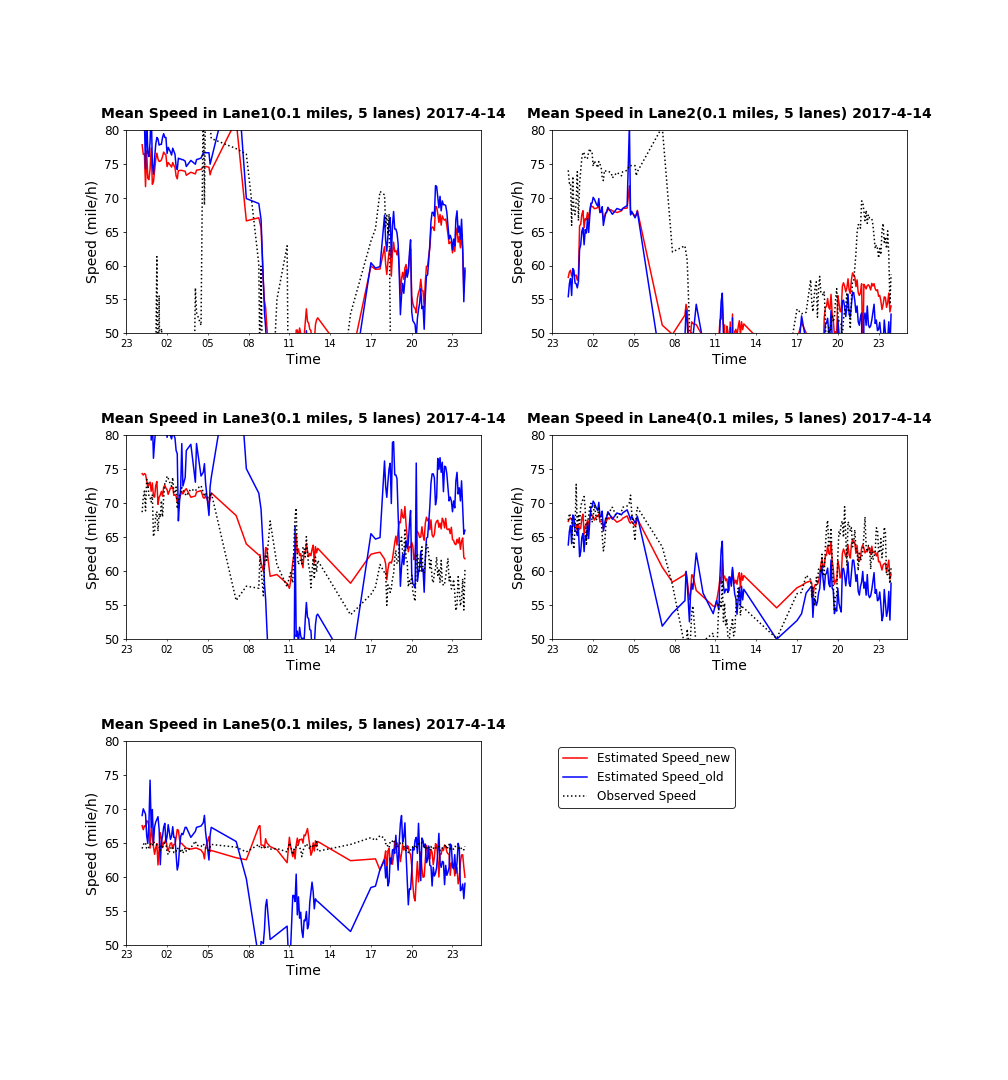 Mean Speed in Lane1(0.1 miles, 5 lanes) 2017-4-14
80
75
70
65
60
55
50
Speed (mile/h)
23 02 05 08 11 14 17 20 23
Time
Mean Speed in Lane2(0.1 miles, 5 lanes) 2017-4-14
80
75
70
65
60
55
50
Speed (mile/h)
23 02 05 08 11 14 17 20 23
Time
Mean Speed in Lane3(0.1 miles, 5 lanes) 2017-4-14
80
75
70
65
60
55
50
Speed (mile/h)
23 02 05 08 11 14 17 20 23
Time
Mean Speed in Lane4(0.1 miles, 5 lanes) 2017-4-14
80
75
70
65
60
55
50
Speed (mile/h)
23 02 05 08 11 14 17 20 23
Time
Mean Speed in Lane5(0.1 miles, 5 lanes) 2017-4-14
80
75
70
65
60
55
50
Speed (mile/h)
23 02 05 08 11 14 17 20 23
Time
Estimated Speed_new
Estimated Speed_old
Observed Speed